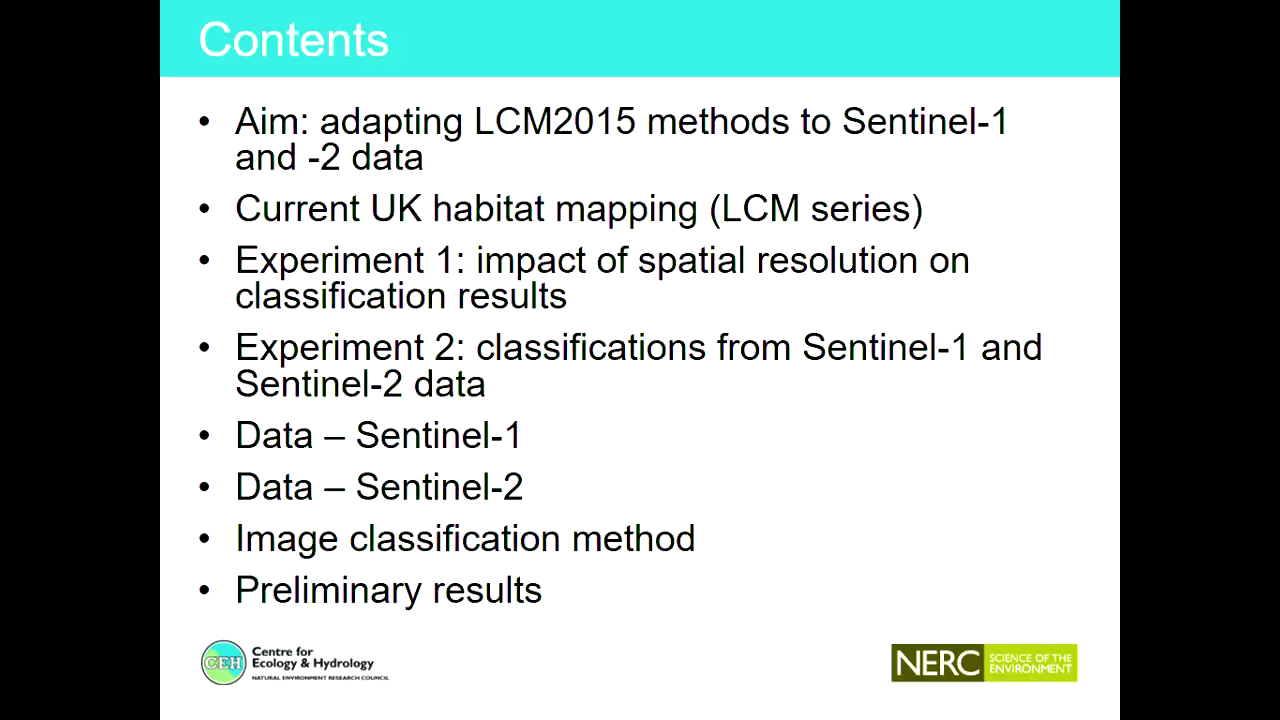 Contents
• Aim: adapting LCM2015 methods to Sentinel-1
and -2 data
• Current UK habitat mapping (LCM series)
• Experiment 1: impact of spatial resolution on
classification results
• Experiment 2: classifications from Sentinel-1 and
Sentinel-2 data
• Data – Sentinel-1
• Data – Sentinel-2
• Image classification method
• Preliminary results
CEH
Centre for
Ecology & Hydrology
NATURAL ENVIRONMENT RESEARCH COUNCIL
NERC
SCIENCE OF THE
ENVIRONMENT